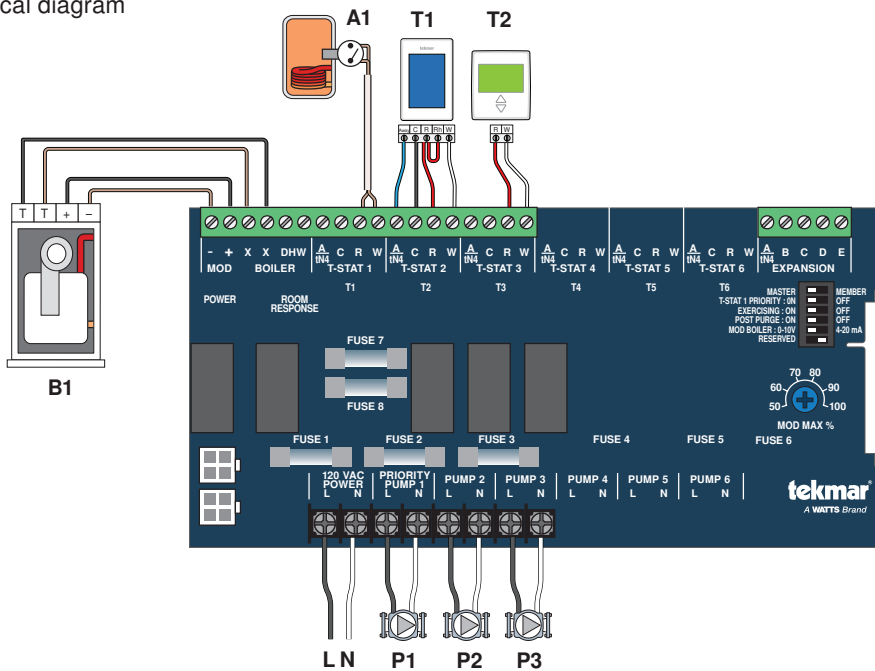 cal diagram
A1 T1 T2
tekmar
A/tN4 C R Rh W
R W
T T + −
B1
- + X X DHW A/tN4 C R W A/tN4 C R W A/tN4 C R W A/tN4 C R W A/tN4 C R W A/tN4 C R W A/tN4 B C D E
MOD BOILER T-STAT 1 T-STAT 2 T-STAT 3 T-STAT 4 T-STAT 5 T-STAT 6 EXPANSION
T1 T2 T3 T4 T5 T6
POWER
ROOM
RESPONSE
MASTER MEMBER
T-STAT 1 PRIORITY : ON OFF
EXERCISING : ON OFF
POST PURGE : ON OFF
MOD BOILER : 0-10V 4-20 mA
RESERVED
FUSE 7
FUSE 8
70 80
60 90
50 100
MOD MAX %
FUSE 1 FUSE 2 FUSE 3 FUSE 4 FUSE 5 FUSE 6
120 VAC
POWER
PRIORITY
PUMP 1
PUMP 2 PUMP 3 PUMP 4 PUMP 5 PUMP 6
L N L N L N L N L N L N L N
tekmar®
A WATTS Brand
L N P1 P2 P3